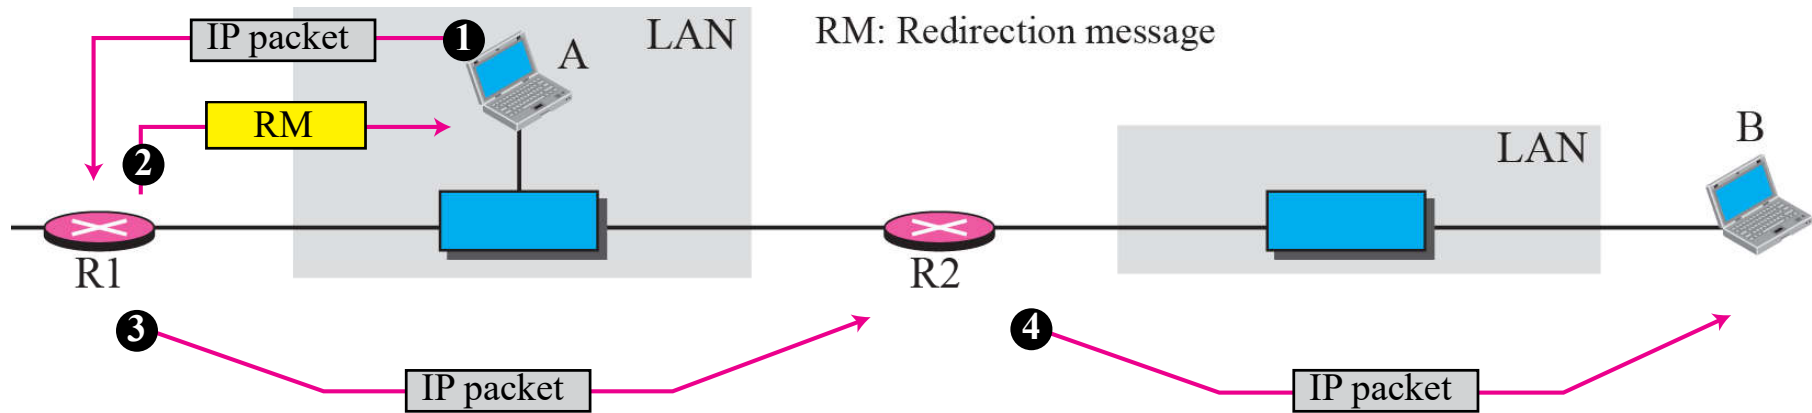 IP packet
1
LAN
RM: Redirection message
A
RM
2
B
LAN
R1
R2
3
4
IP packet
IP packet